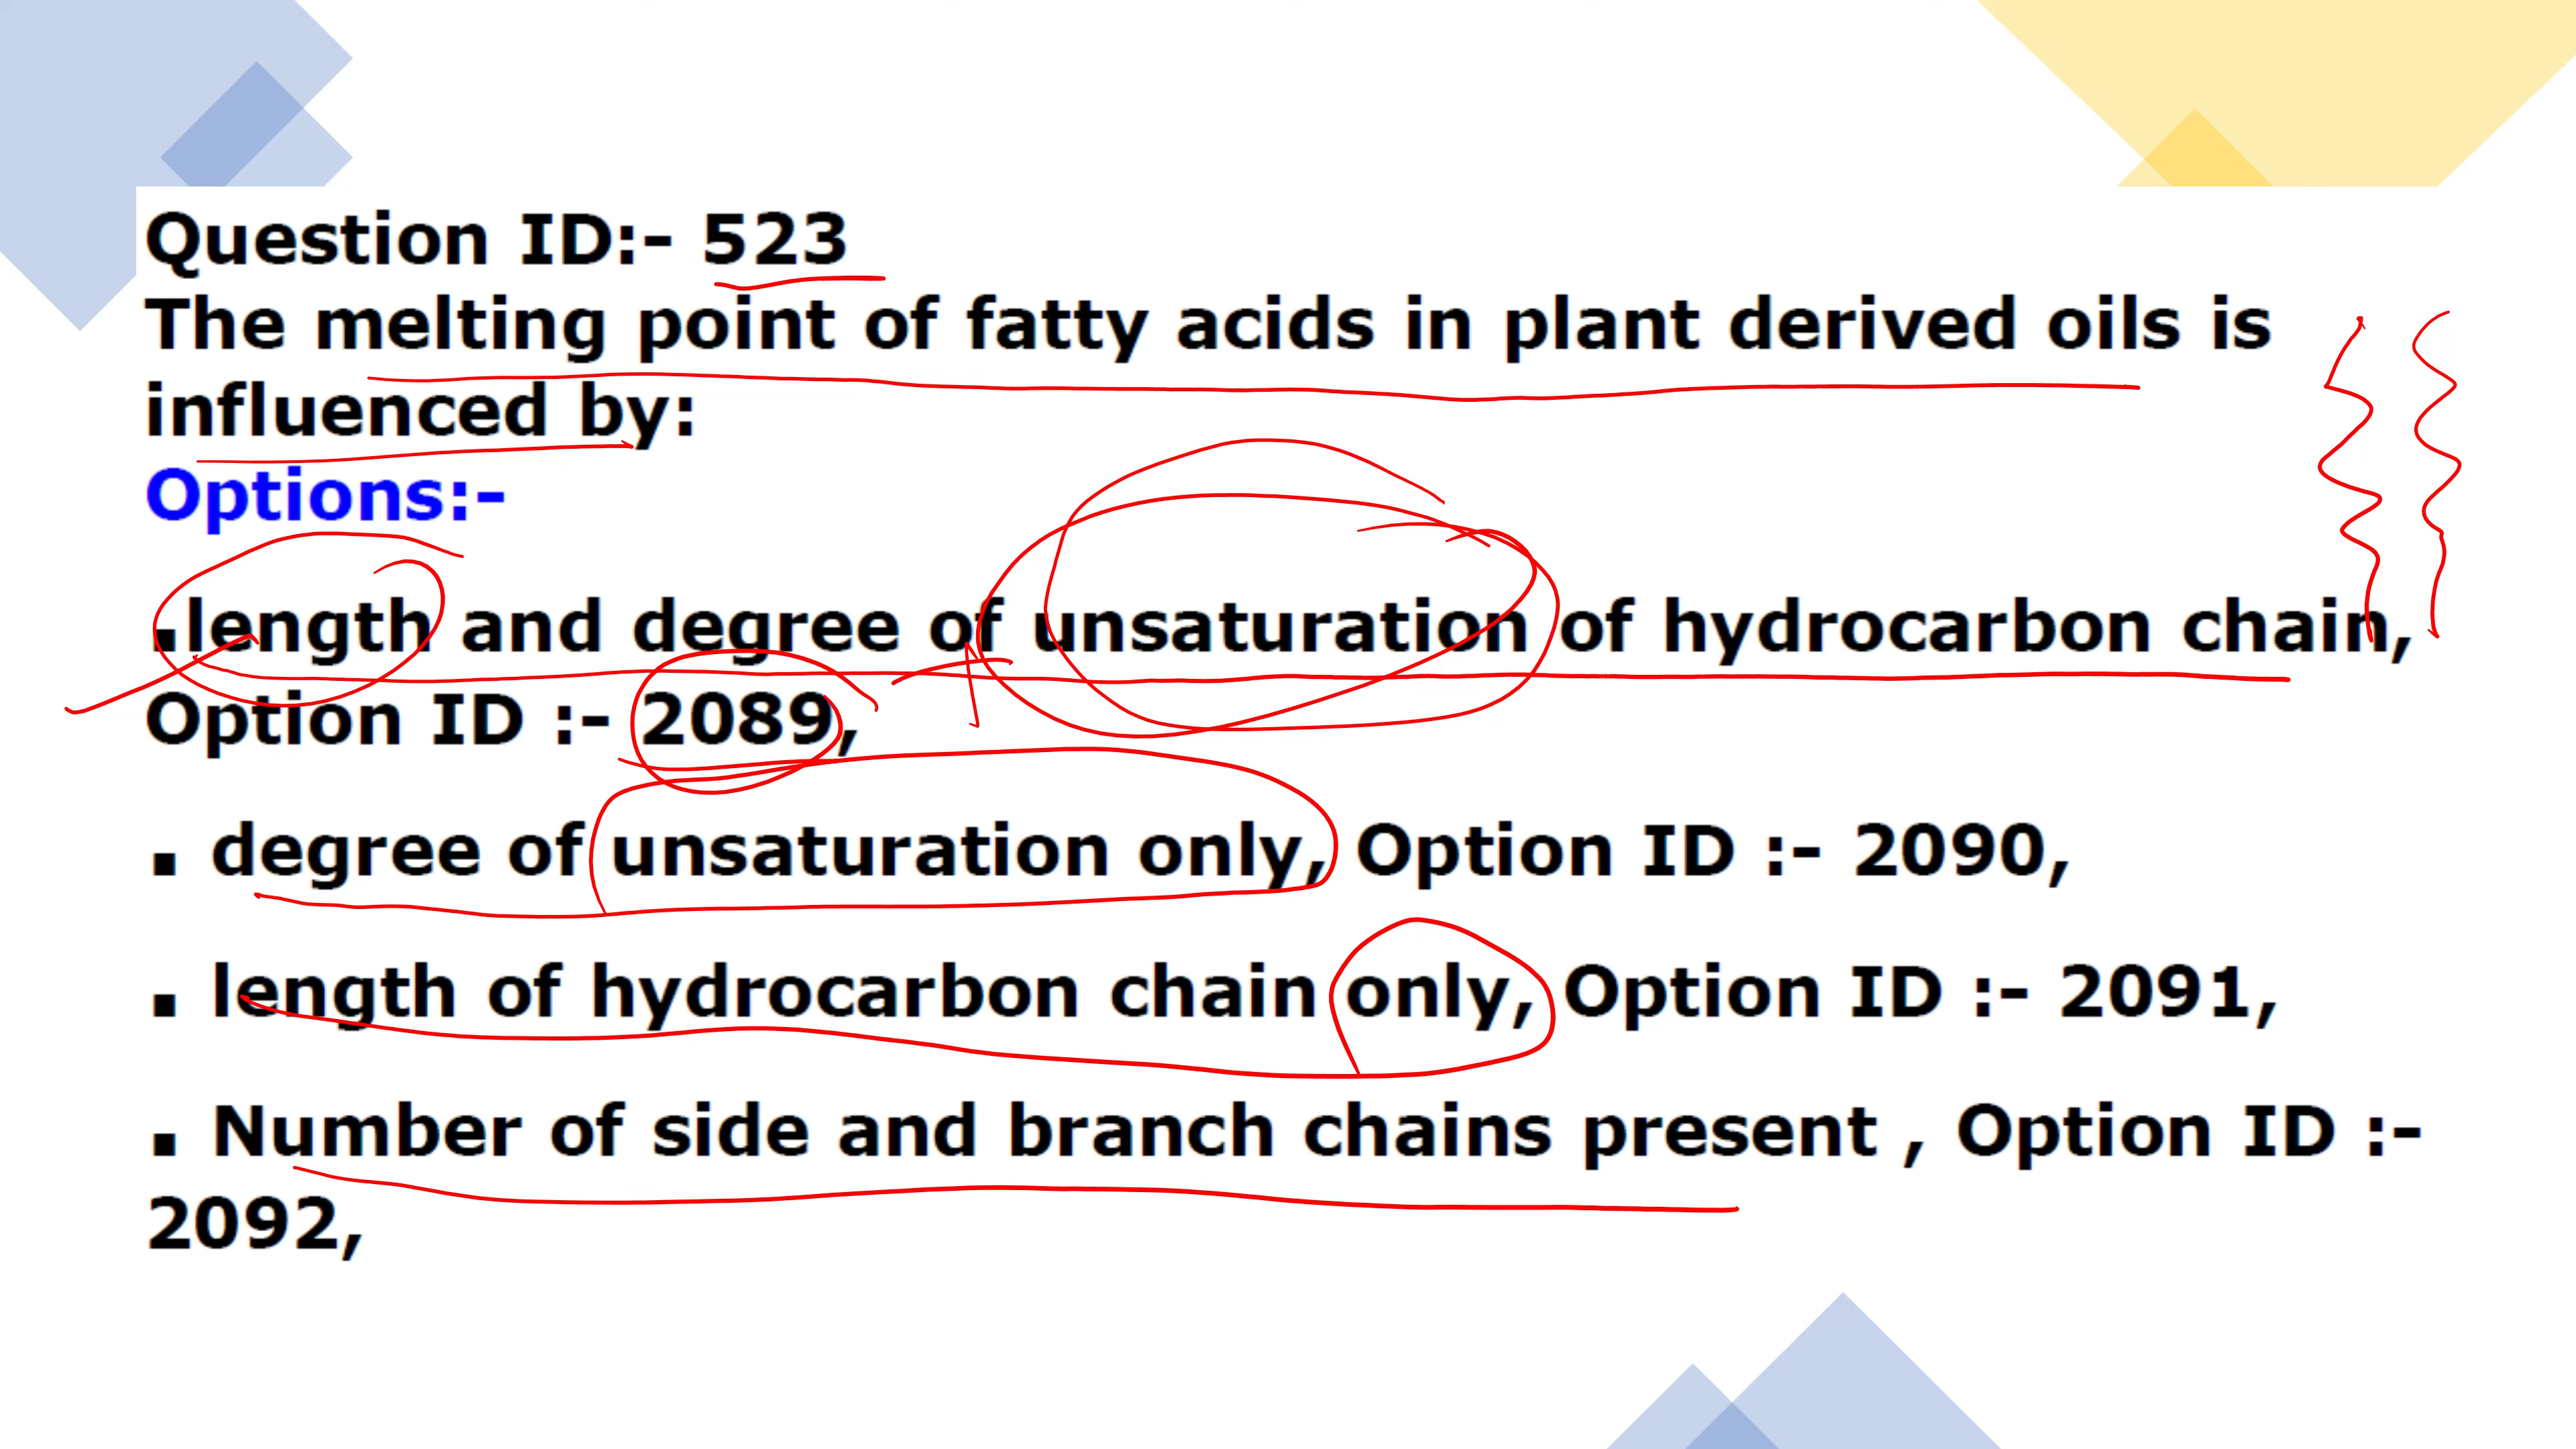 Question ID:- 523
The melting point of fatty acids in plant derived oils is
influenced by:
Options:-
▪length and degree of unsaturation of hydrocarbon chain,
Option ID :- 2089,
▪ degree of unsaturation only, Option ID :- 2090,
▪ length of hydrocarbon chain only, Option ID :- 2091,
▪ Number of side and branch chains present , Option ID :-
2092,